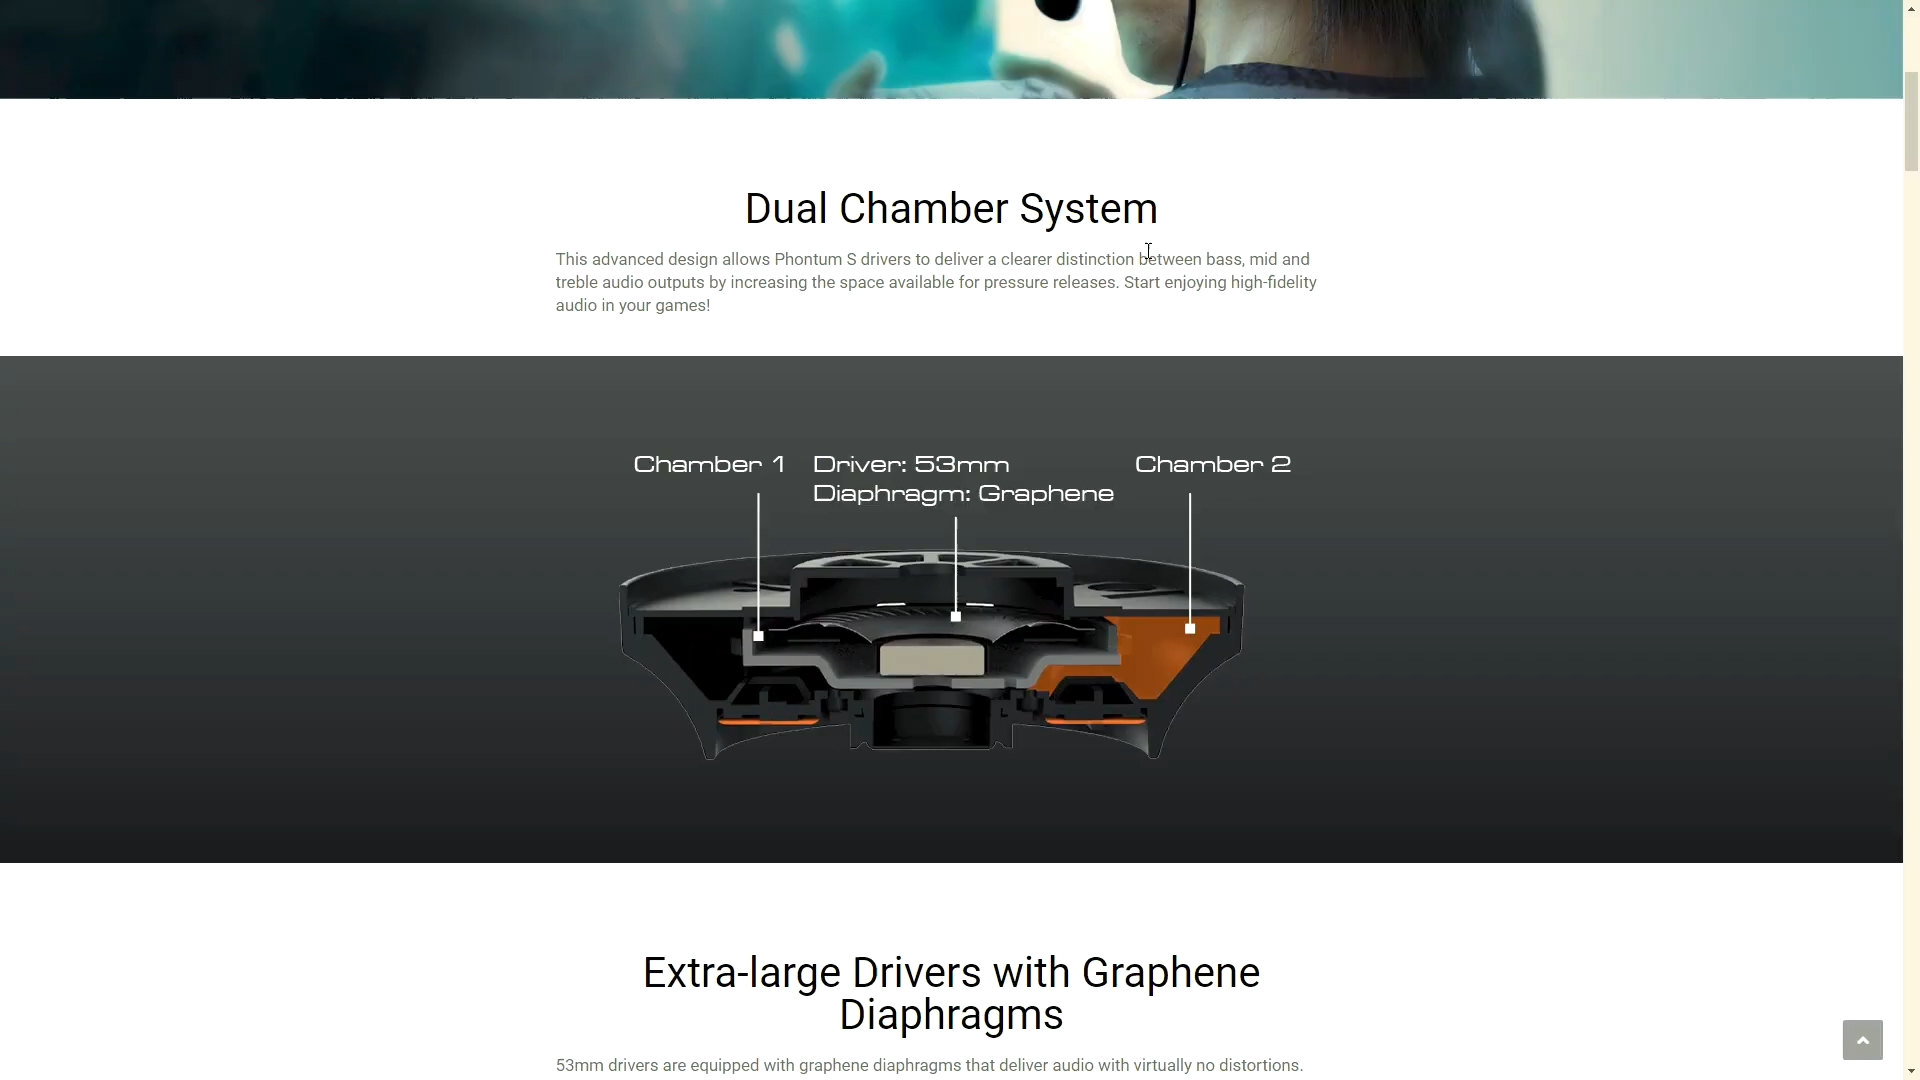 Dual Chamber System
This advanced design allows Phontum S drivers to deliver a clearer distinction between bass, mid and
treble audio outputs by increasing the space available for pressure releases. Start enjoying high-fidelity
audio in your games!
Chamber 1
Driver: 53mm
Diaphragm: Graphene
Chamber 2
Extra-large Drivers with Graphene
Diaphragms
53mm drivers are equipped with graphene diaphragms that deliver audio with virtually no distortions.